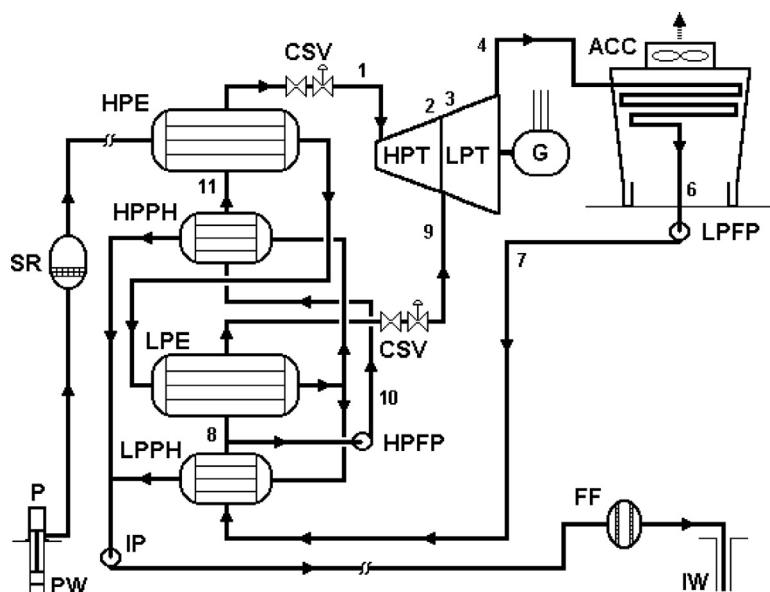 4
ACC
CSV
1
HPE
2 3
HPT
LPT
G
11
HPPH
6
9
LPFP
SR
7
LPE
CSV
10
8
HPFP
LPPH
FF
P
IP
PW
IW